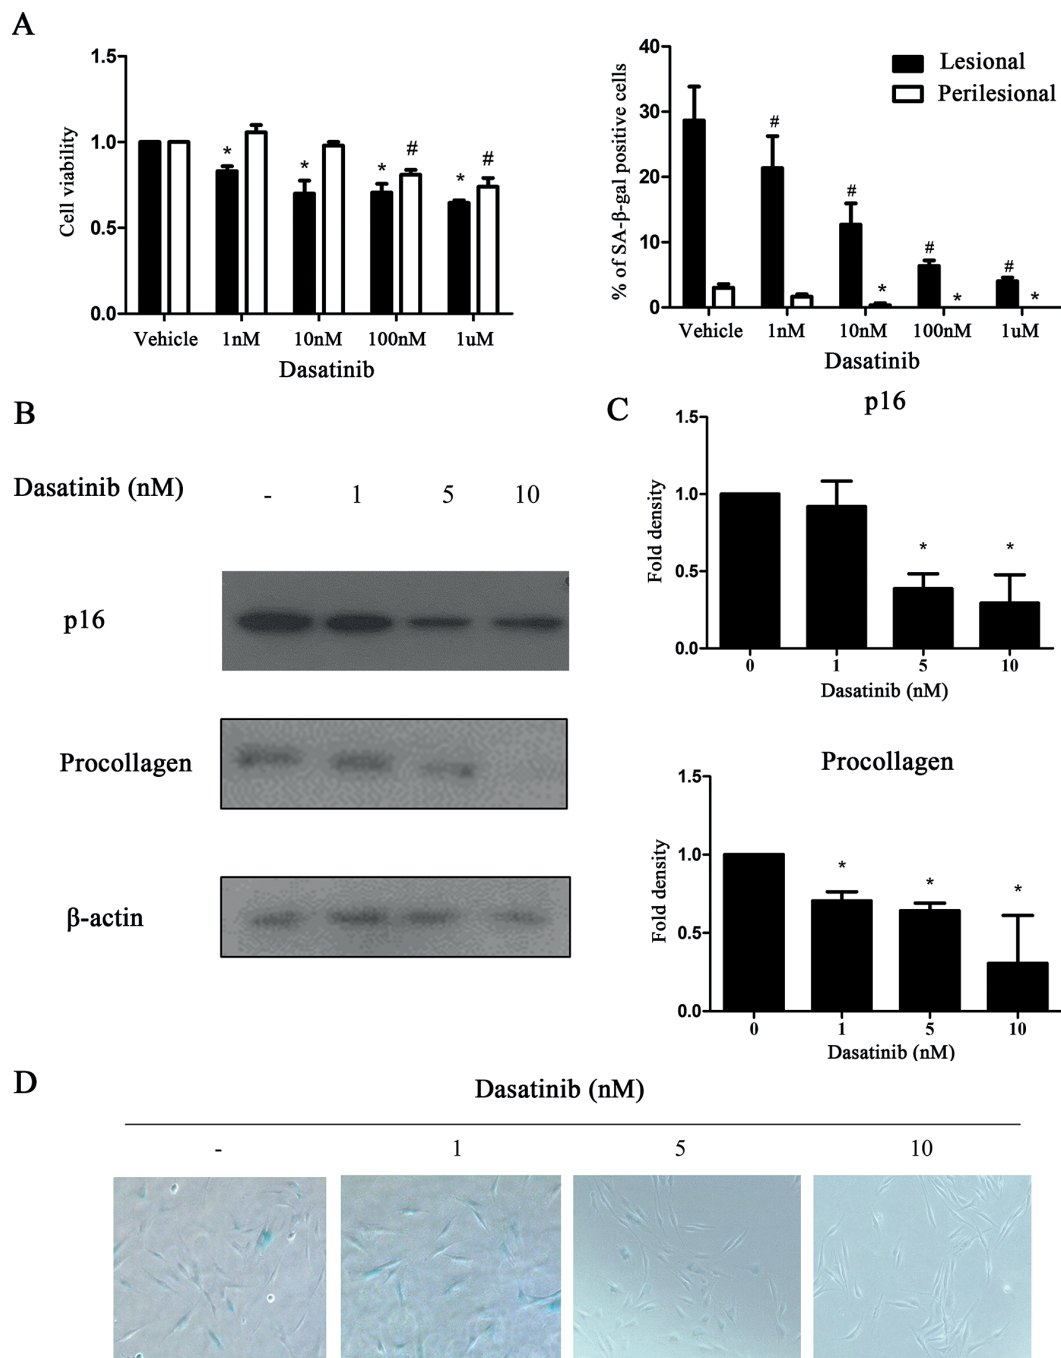 A
1.5
1.0
0.5
0.0
Cell viability
* * * # * #
Vehicle 1nM 10nM 100nM 1uM
Dasatinib
40
30
20
10
0
% of SA-β-gal positive cells
Lesional
Perilesional
# # * # * # *
Vehicle 1nM 10nM 100nM 1uM
Dasatinib
B
Dasatinib (nM) - 1 5 10
p16
Procollagen
β-actin
C
p16
1.5
1.0
0.5
0.0
Fold density
* *
0 1 5 10
Dasatinib (nM)
Procollagen
1.5
1.0
0.5
0.0
Fold density
* * *
0 1 5 10
Dasatinib (nM)
D
Dasatinib (nM)
- 1 5 10